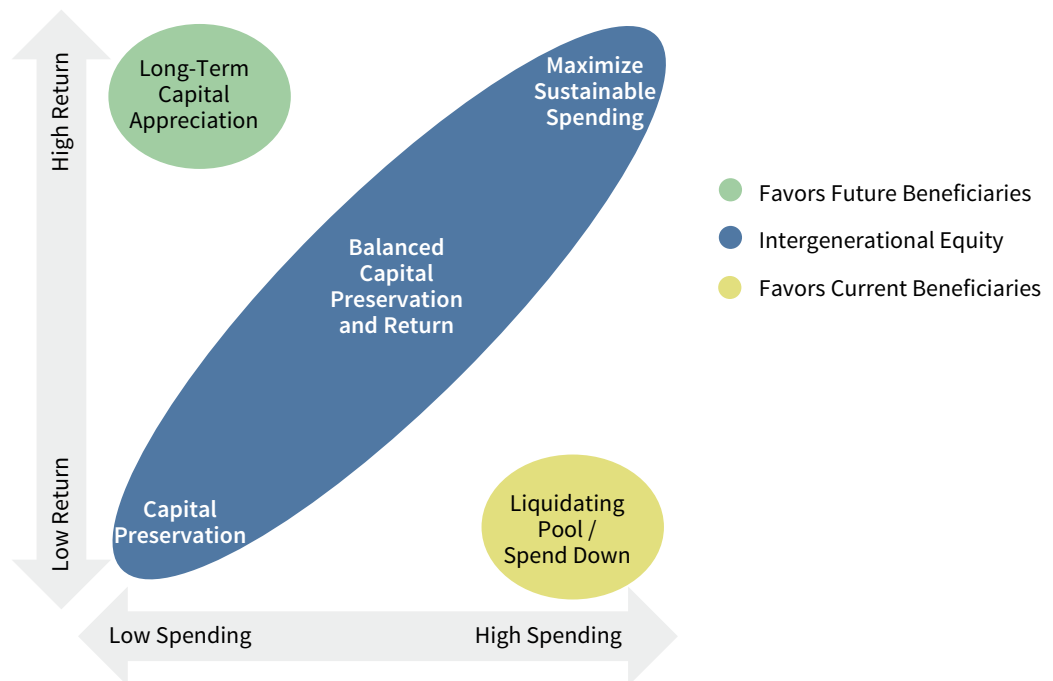 High Return
Low Return
Long-Term
Capital
Appreciation
Maximize
Sustainable
Spending
Balanced
Capital
Preservation
and Return
Capital
Preservation
Liquidating
Pool /
Spend Down
Low Spending
High Spending
Favors Future Beneficiaries
Intergenerational Equity
Favors Current Beneficiaries